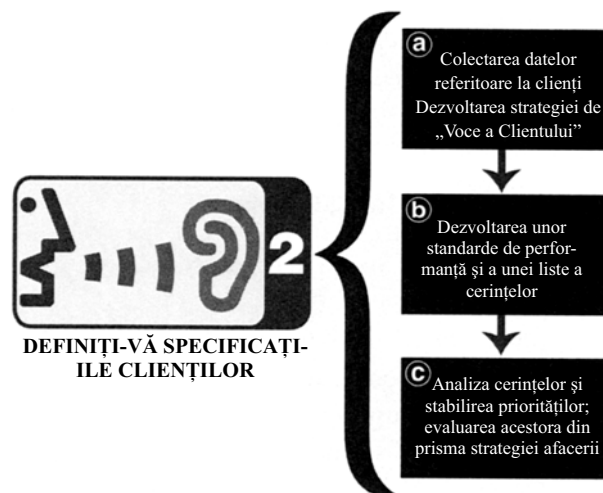 2
DEFINIȚI-VĂ SPECIFICAȚI-
ILE CLIENȚILOR
a
Colectarea datelor
referitoare la clienți
Dezvoltarea strategiei de
„Voce a Clientului”
b
Dezvoltarea unor
standarde de perfor-
manță și a unei liste a
cerințelor
c
Analiza cerințelor și
stabilirea priorităților;
evaluarea acestora din
prisma strategiei afacerii